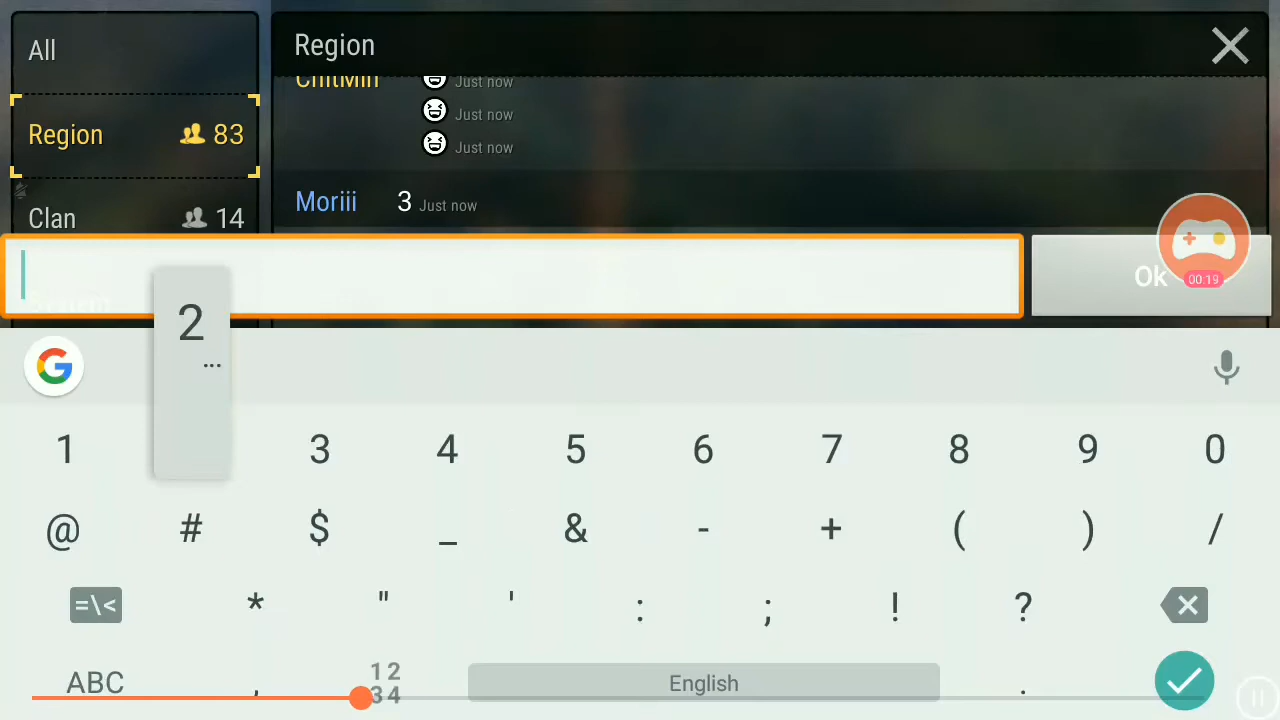 All
Region
Region 83
ChitMin Just now
Just now
Just now
Moriii 3 Just now
Clan 14
Ok
00:19
2
...
1 3 4 5 6 7 8 9 0
@ # $ _ & - + ( ) /
=\< * " ' : ; ! ?
ABC , 12 34 English .